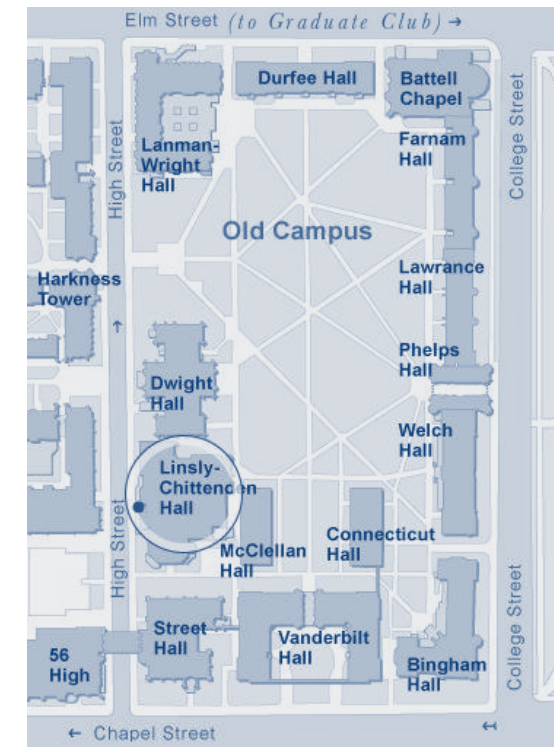 Elm Street (to Graduate Club) →
Durfee Hall
Battell
Chapel
Lanman-
Wright
Hall
Farnam
Hall
High Street
College Street
Old Campus
Harkness
Tower
Lawrance
Hall
Phelps
Hall
Dwight
Hall
Welch
Hall
Linsly-
Chittenden
Hall
High Street
McClellan
Hall
Connecticut
Hall
College Street
Street
Hall
Vanderbilt
Hall
56
High
Bingham
Hall
← Chapel Street